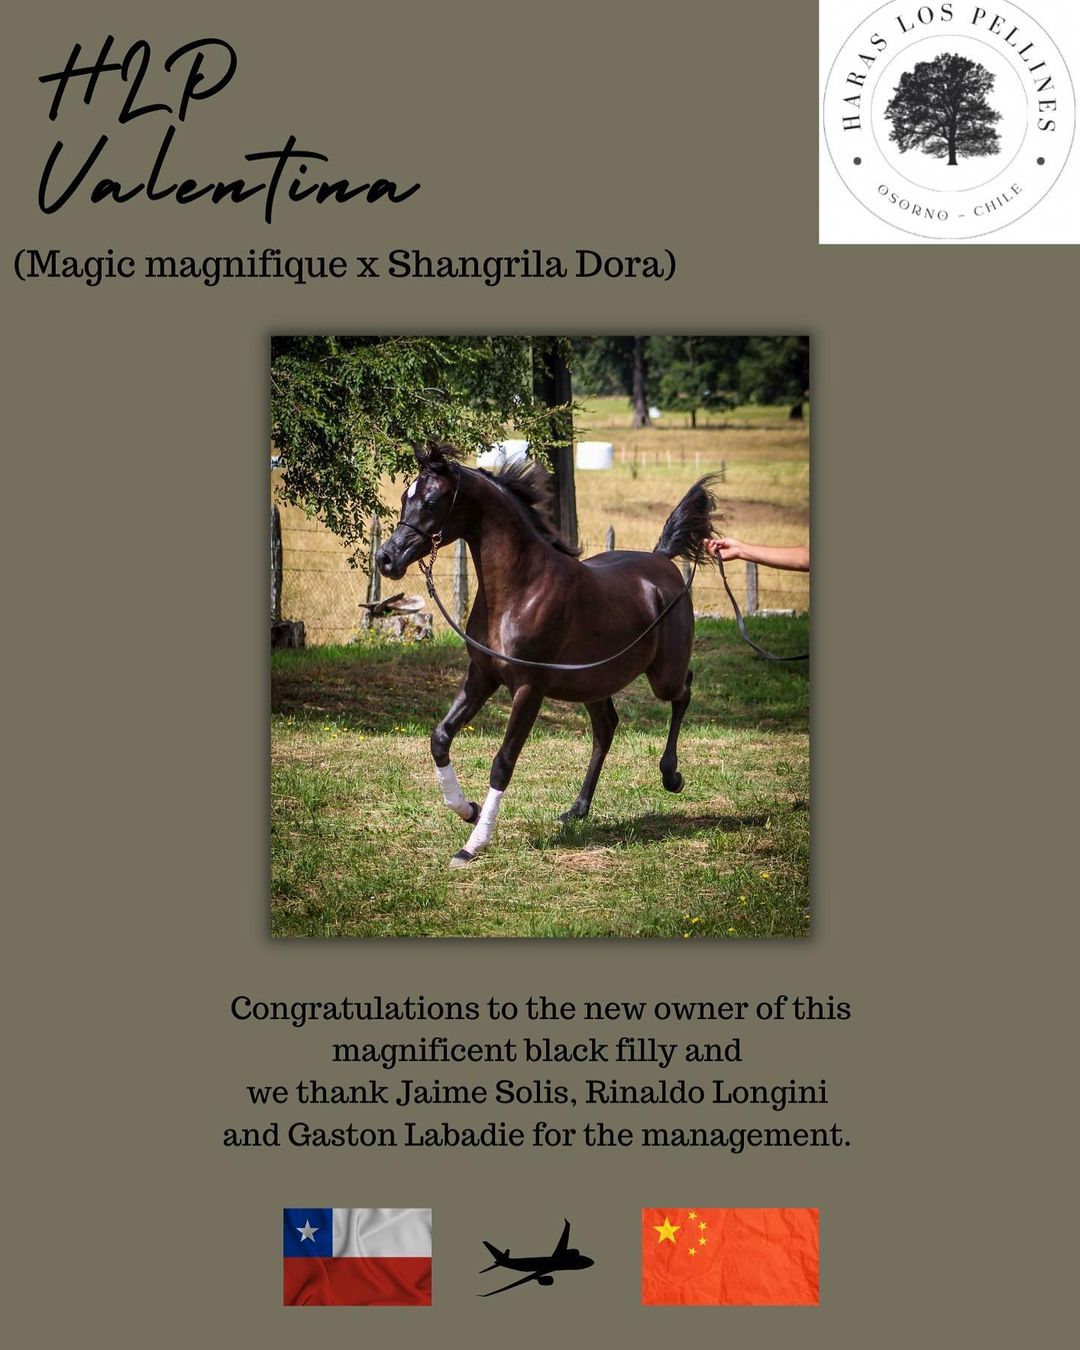 HLP
Valentina
(Magic magnifique x Shangrila Dora)
HARAS LOS PELLINES
OSORNO - CHILE
Congratulations to the new owner of this
magnificent black filly and
we thank Jaime Solis, Rinaldo Longini
and Gaston Labadie for the management.